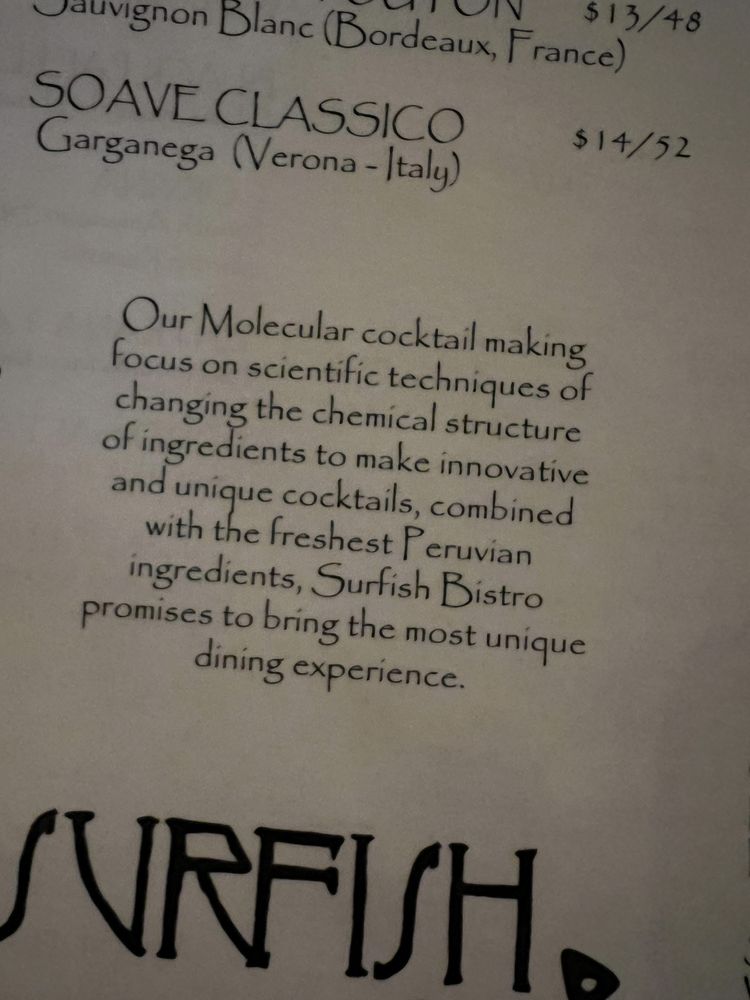 $13/48
Sauvignon Blanc (Bordeaux, France)
SOAVE CLASSICO
$14/52
Garganega (Verona - Italy)
Our Molecular cocktail making
focus on scientific techniques of
changing the chemical structure
of ingredients to make innovative
and unique cocktails, combined
with the freshest Peruvian
ingredients, Surfish Bistro
promises to bring the most unique
dining experience.
SURFISH